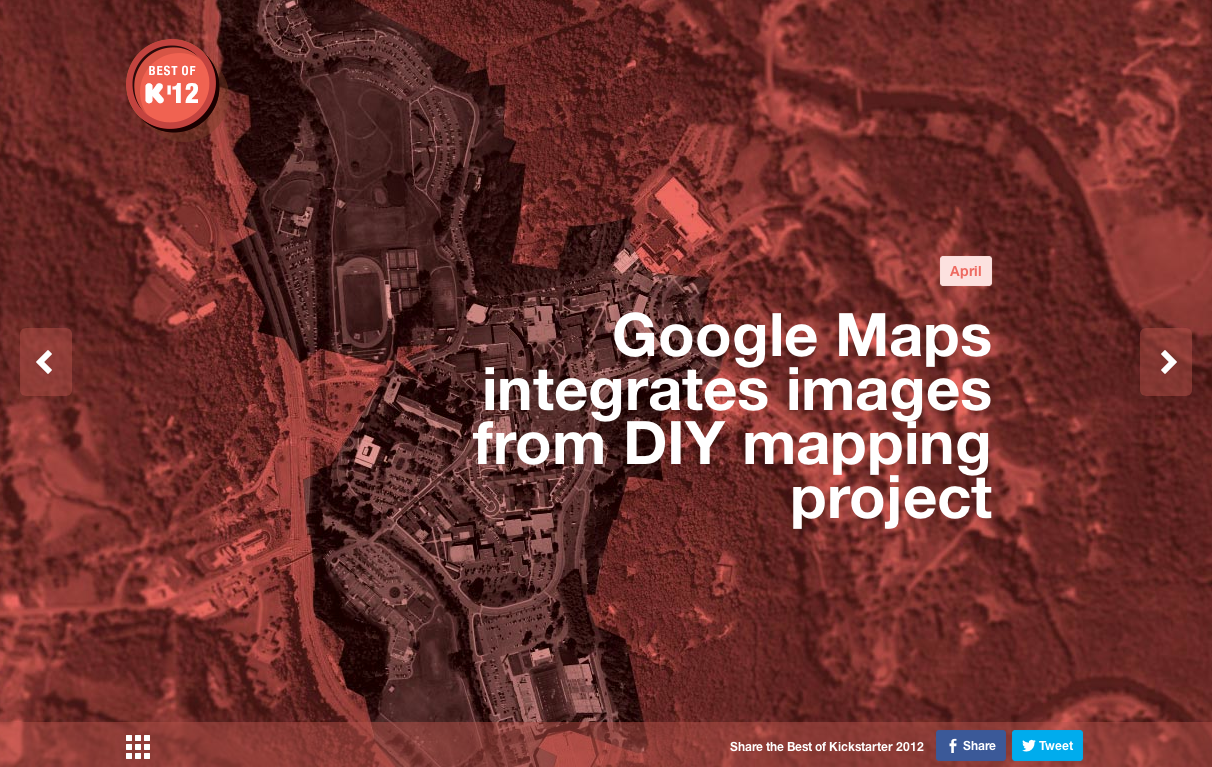 BEST OF
K'12
April
Google Maps
integrates images
from DIY mapping
project
Share the Best of Kickstarter 2012
Share
Tweet